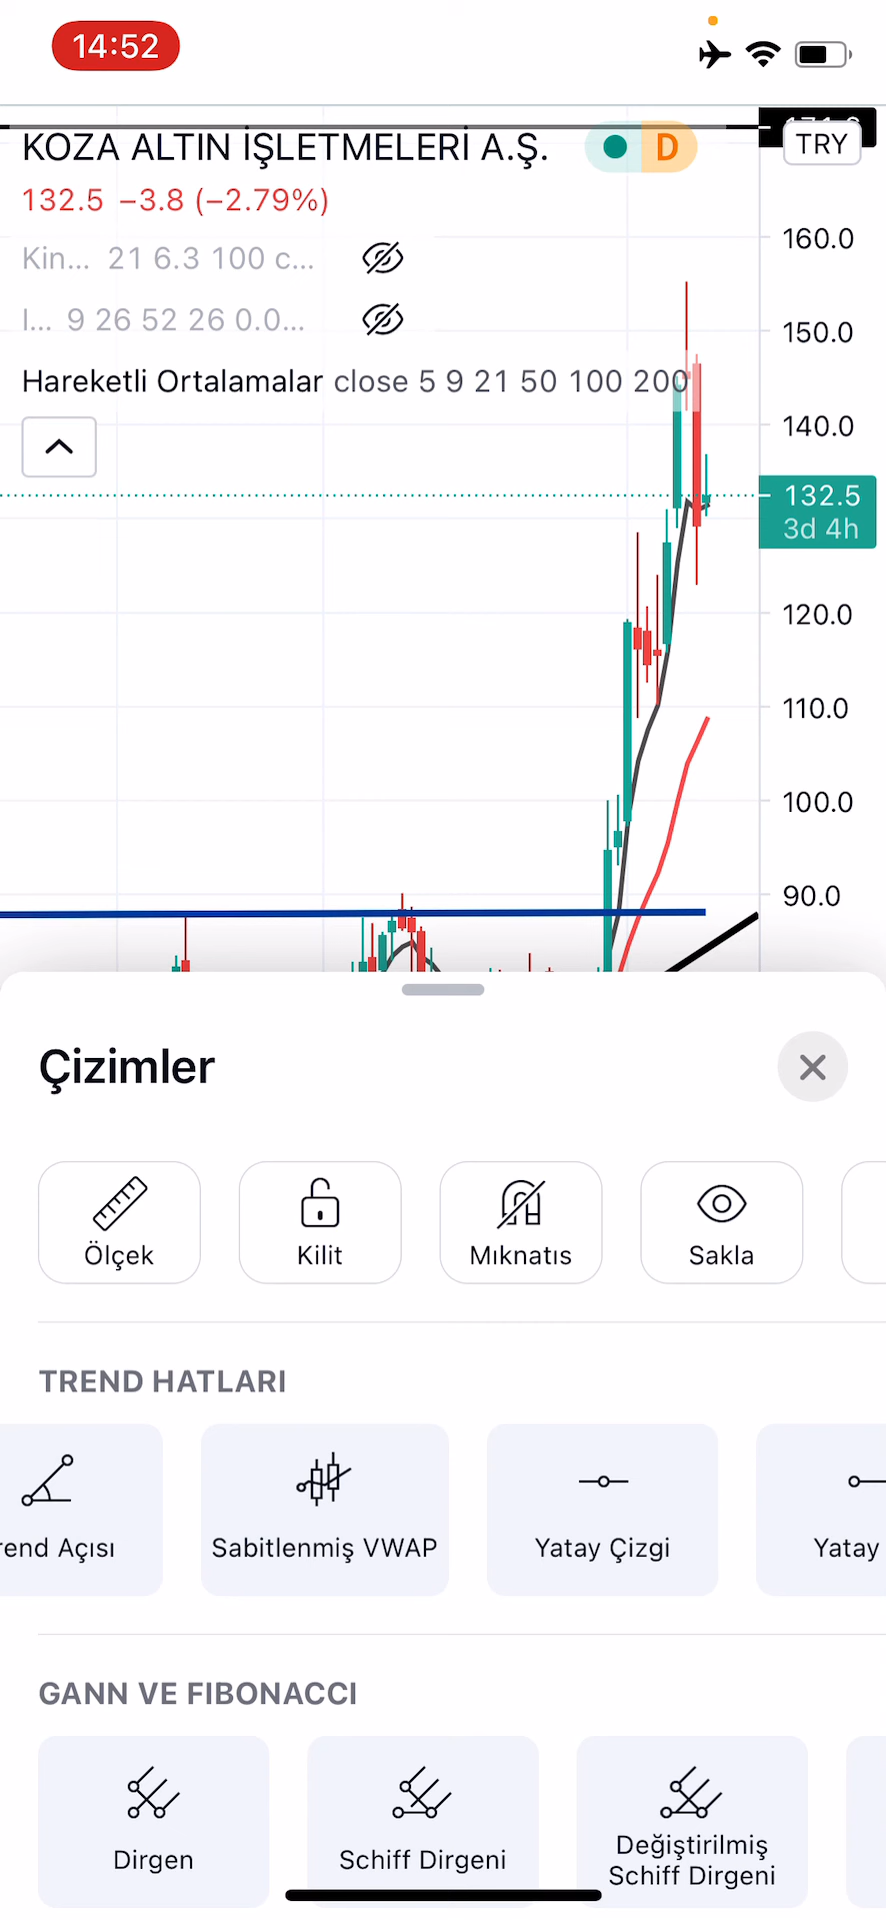 14:52
KOZA ALTIN İŞLETMELERİ A.Ş.
D
TRY
132.5 −3.8 (−2.79%)
Kin... 21 6.3 100 c...
I... 9 26 52 26 0.0...
Hareketli Ortalamalar close 5 9 21 50 100 200
160.0
150.0
140.0
132.5
3d 4h
120.0
110.0
100.0
90.0
Çizimler
Ölçek
Kilit
Mıknatıs
Sakla
TREND HATLARI
rend Açısı
Sabitlenmiş VWAP
Yatay Çizgi
Yatay
GANN VE FIBONACCI
Dirgen
Schiff Dirgeni
Değiştirilmiş
Schiff Dirgeni